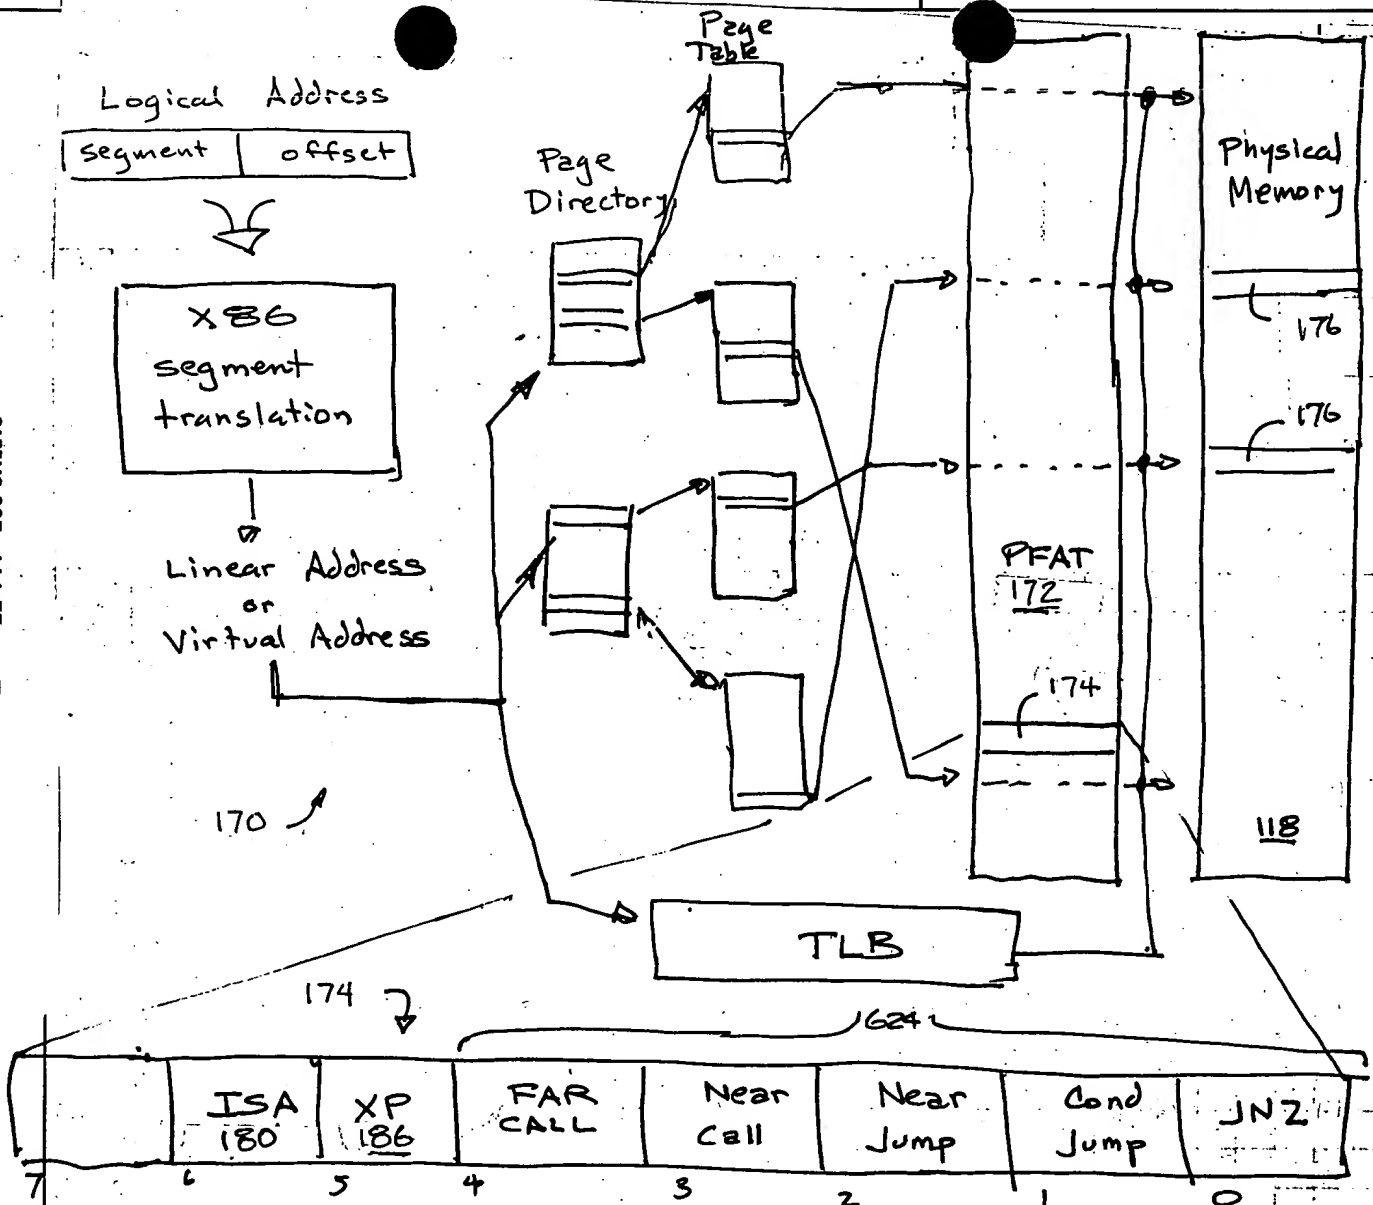 Logical Address
segment offset
X86
segment
translation
Linear Address
or
Virtual Address
170
Page
Directory
Page
Table
PFAT
172
174
Physical
Memory
176
176
118
TLB
174
624
ISA
180
XP
186
FAR
CALL
Near
Call
Near
Jump
Cond
Jump
JNZ
7 6 5 4 3 2 1 0